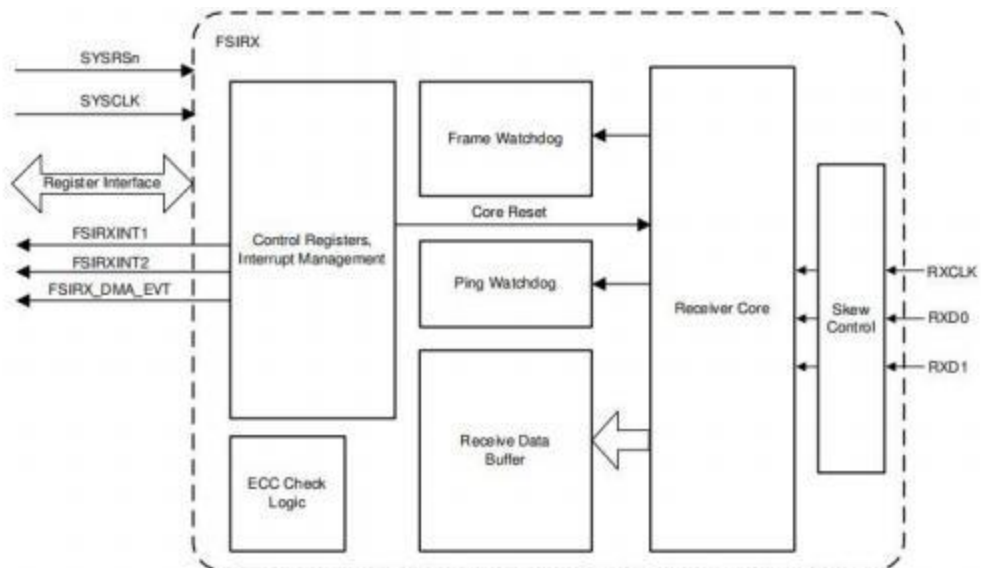 FSIRX
SYSRSn
SYSCLK
Register Interface
FSIRXINT1
FSIRXINT2
FSIRX_DMA_EVT
Control Registers,
Interrupt Management
ECC Check
Logic
Frame Watchdog
Core Reset
Ping Watchdog
Receive Data
Buffer
Receiver Core
Skew
Control
RXCLK
RXD0
RXD1